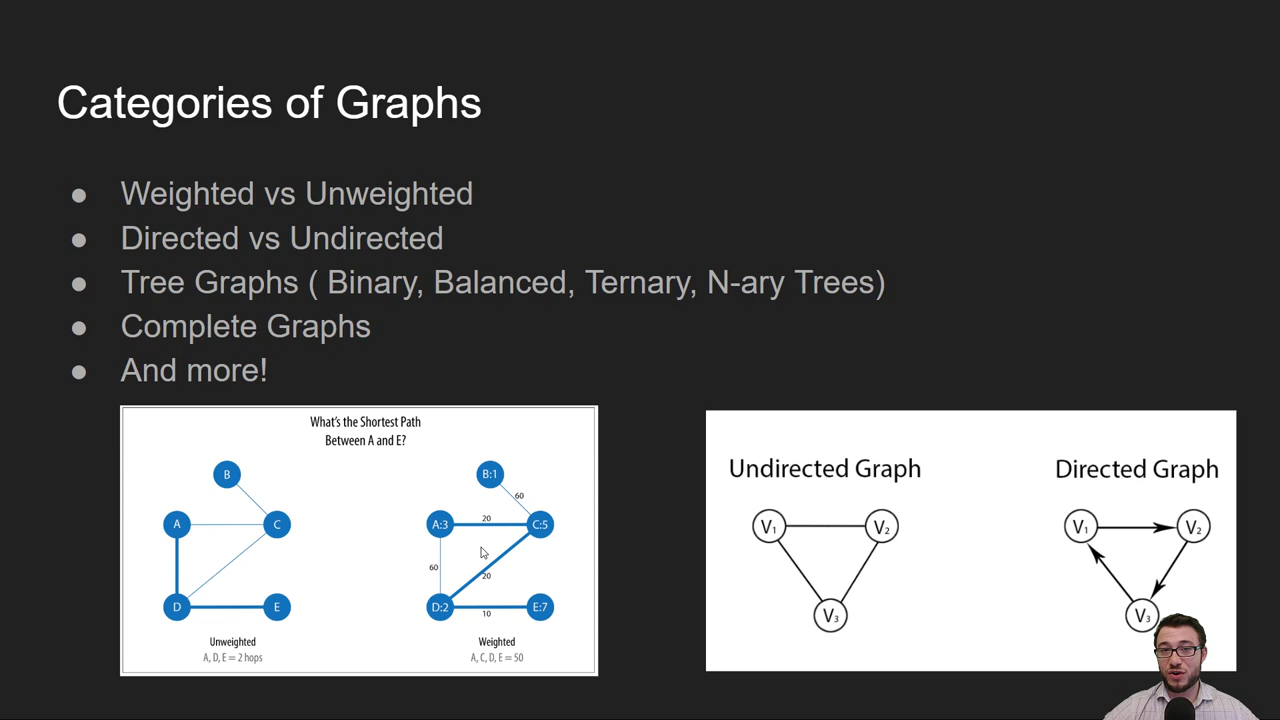 Categories of Graphs
● Weighted vs Unweighted
● Directed vs Undirected
● Tree Graphs ( Binary, Balanced, Ternary, N-ary Trees)
● Complete Graphs
● And more!
What's the Shortest Path
Between A and E?
B
A
C
D
E
Unweighted
A, D, E = 2 hops
B:1
60
A:3
20
C:5
60
20
D:2
10
E:7
Weighted
A, C, D, E = 50
Undirected Graph
V1
V2
V3
Directed Graph
V1
V2
V3